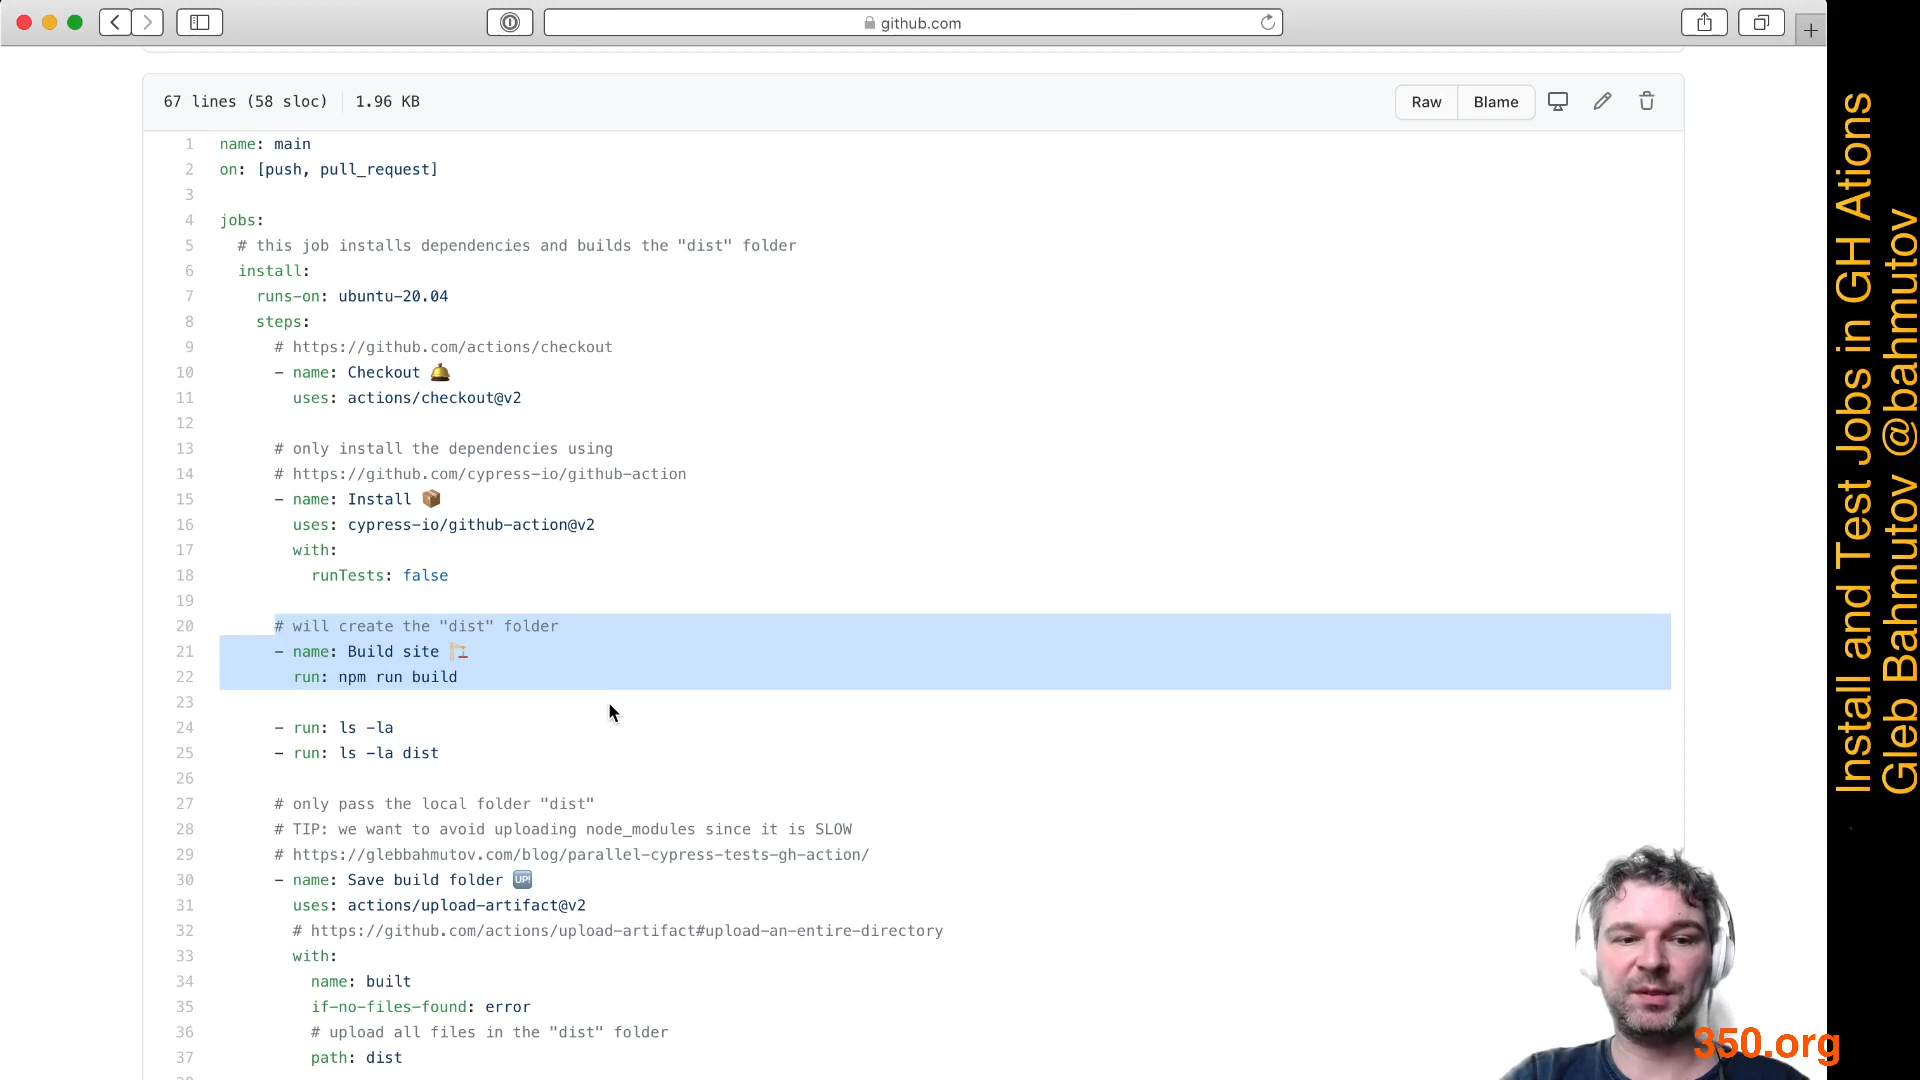 github.com
67 lines (58 sloc) 1.96 KB
Raw Blame
1 name: main
2 on: [push, pull_request]
3
4 jobs:
5 # this job installs dependencies and builds the "dist" folder
6 install:
7 runs-on: ubuntu-20.04
8 steps:
9 # https://github.com/actions/checkout
10 - name: Checkout 🛎
11 uses: actions/checkout@v2
12
13 # only install the dependencies using
14 # https://github.com/cypress-io/github-action
15 - name: Install 📦
16 uses: cypress-io/github-action@v2
17 with:
18 runTests: false
19
20 # will create the "dist" folder
21 - name: Build site 🏗
22 run: npm run build
23
24 - run: ls -la
25 - run: ls -la dist
26
27 # only pass the local folder "dist"
28 # TIP: we want to avoid uploading node_modules since it is SLOW
29 # https://glebbahmutov.com/blog/parallel-cypress-tests-gh-action/
30 - name: Save build folder 🆙
31 uses: actions/upload-artifact@v2
32 # https://github.com/actions/upload-artifact#upload-an-entire-directory
33 with:
34 name: built
35 if-no-files-found: error
36 # upload all files in the "dist" folder
37 path: dist
Install and Test Jobs in GH Ations
Gleb Bahmutov @bahmutov
350.org